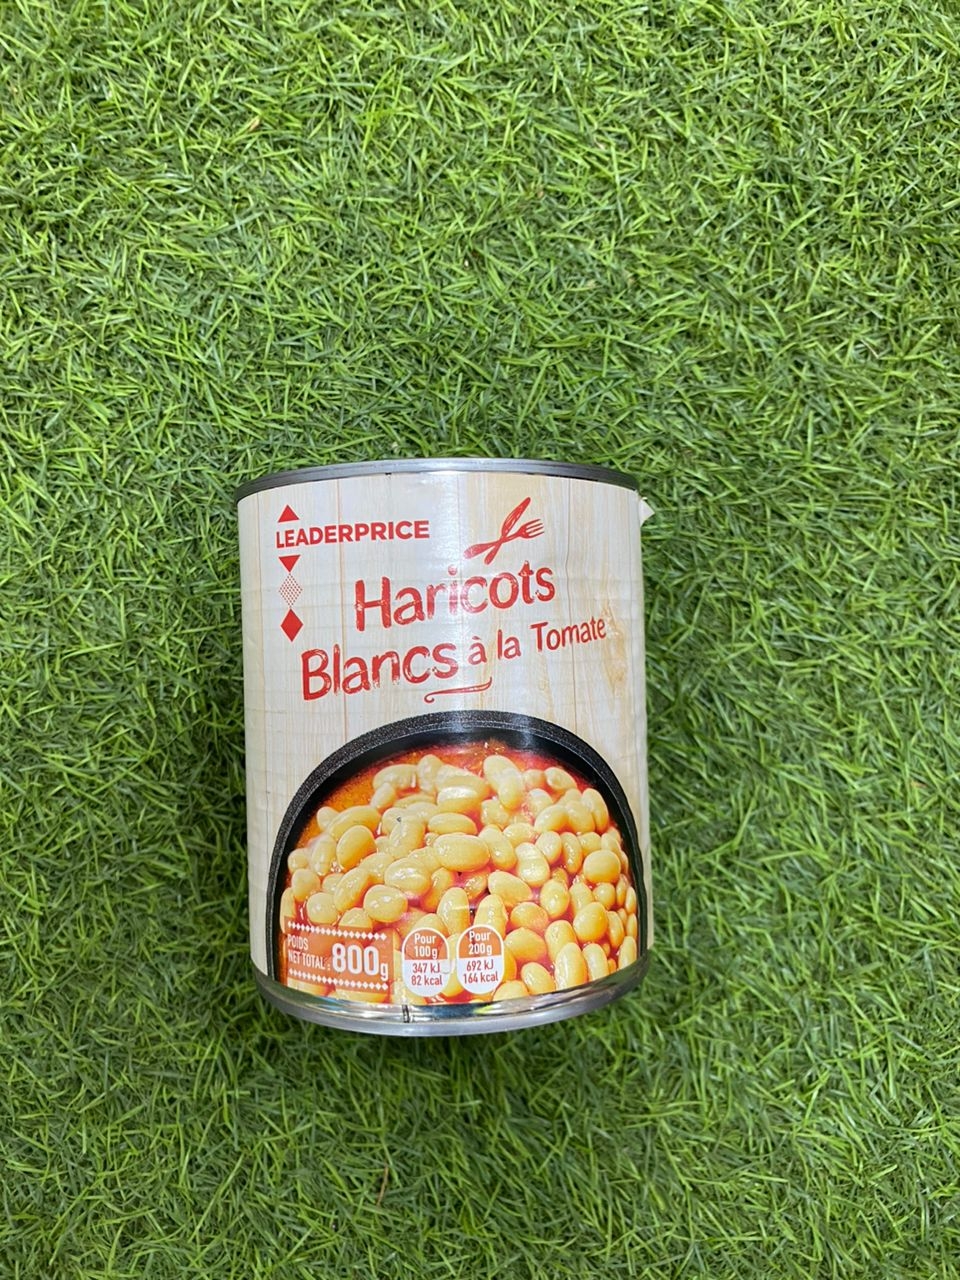 LEADERPRICE
Haricots
Blancs à la Tomate
POIDS
NET TOTAL : 800g
Pour
100g
347 kJ
82 kcal
Pour
200g
692 kJ
164 kcal